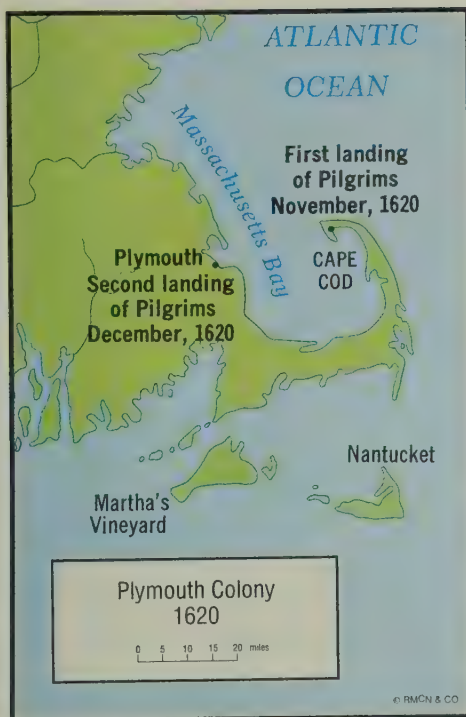 ATLANTIC
OCEAN
Massachusetts Bay
First landing
of Pilgrims
November, 1620
CAPE
COD
Plymouth
Second landing
of Pilgrims
December, 1620
Nantucket
Martha's
Vineyard
Plymouth Colony
1620
0 5 10 15 20 miles
© RMCN & CO